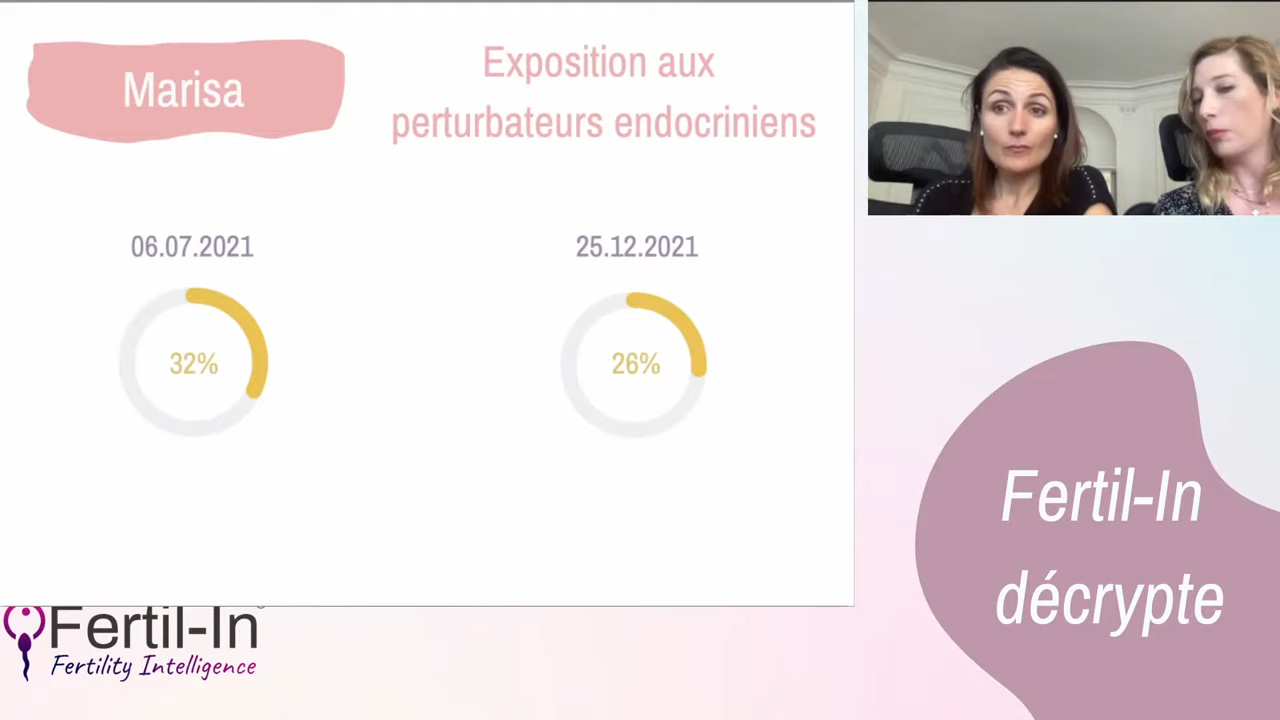 Marisa
Exposition aux
perturbateurs endocriniens
06.07.2021
25.12.2021
32%
26%
Fertil-In
décrypte
Fertil-In
Fertility Intelligence